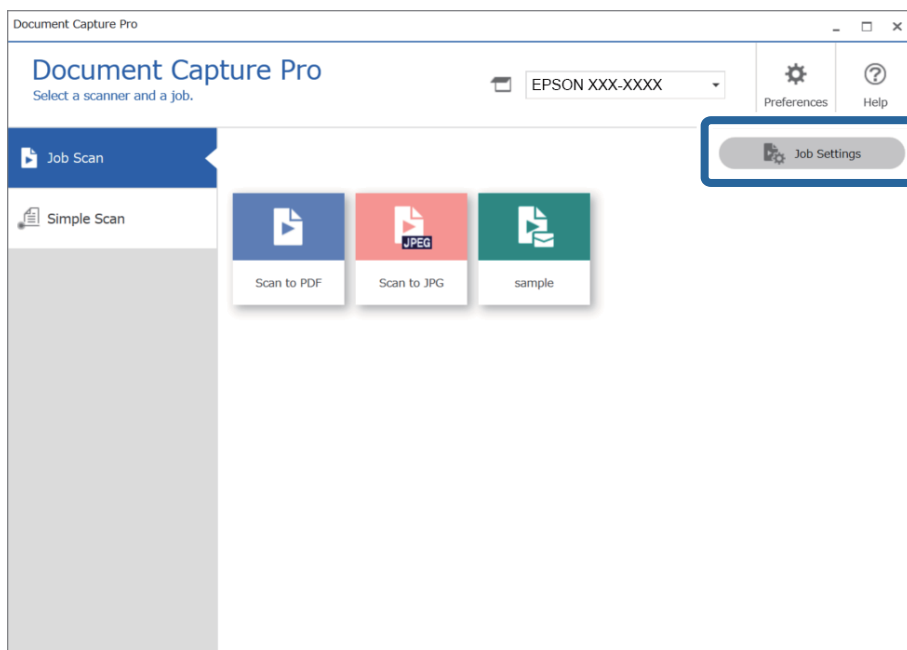 Document Capture Pro
Document Capture Pro
Select a scanner and a job.
EPSON XXX-XXXX
Preferences
Help
Job Scan
Job Settings
Simple Scan
JPEG
Scan to PDF
Scan to JPG
sample